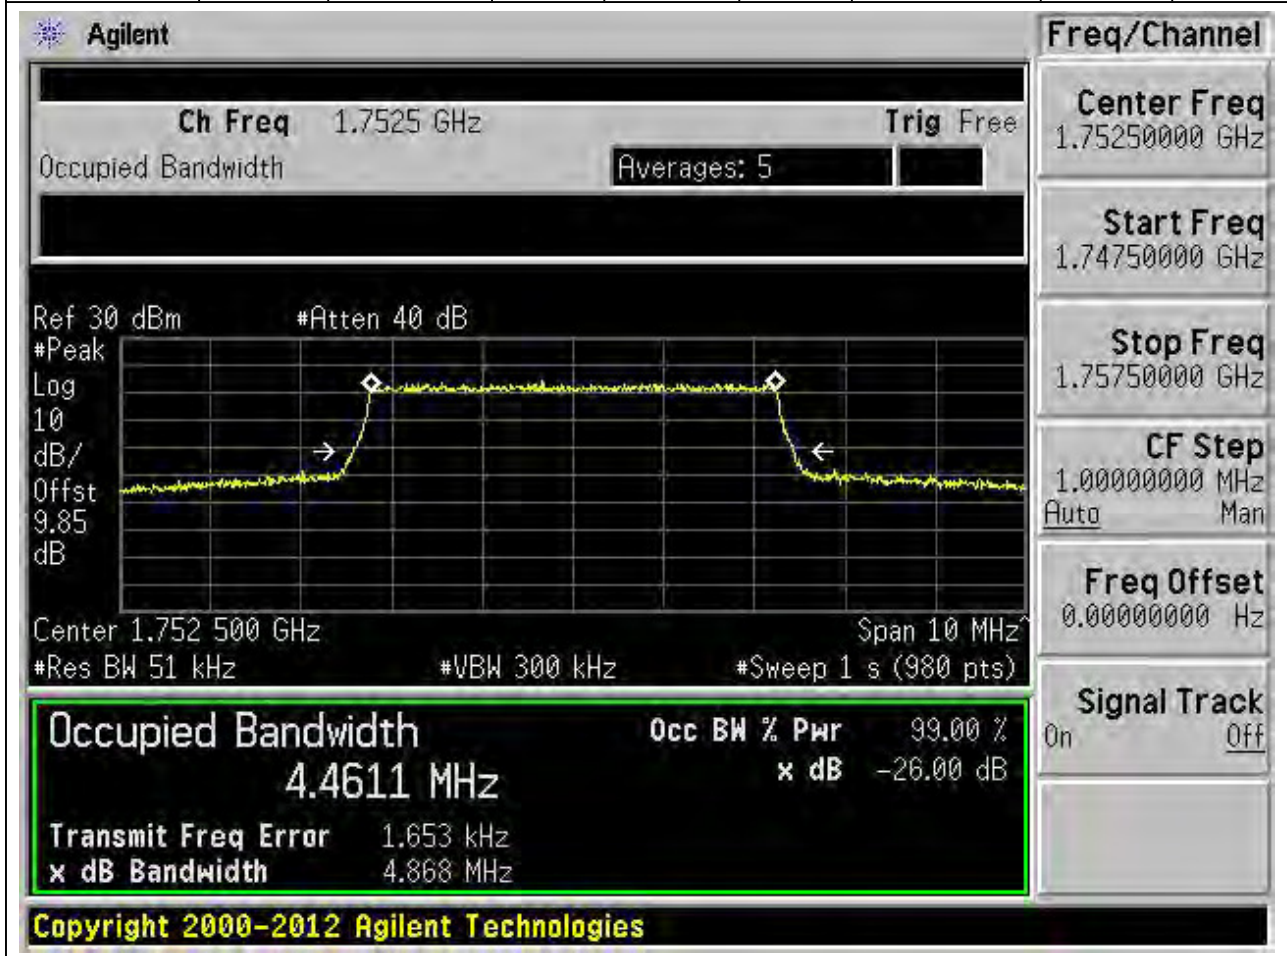 Agilent
Freq/Channel
Ch Freq 1.7525 GHz Trig Free
Occupied Bandwidth Averages: 5
Center Freq
1.75250000 GHz
Start Freq
1.74750000 GHz
Stop Freq
1.75750000 GHz
CF Step
1.00000000 MHz
Auto Man
Freq Offset
0.00000000 Hz
Signal Track
On Off
Ref 30 dBm #Atten 40 dB
#Peak
Log
10
dB/
Offst
9.85
dB
Center 1.752 500 GHz Span 10 MHz^
#Res BW 51 kHz #VBW 300 kHz #Sweep 1 s (980 pts)
Occupied Bandwidth Occ BW % Pwr 99.00 %
4.4611 MHz x dB -26.00 dB
Transmit Freq Error 1.653 kHz
x dB Bandwidth 4.868 MHz
Copyright 2000-2012 Agilent Technologies